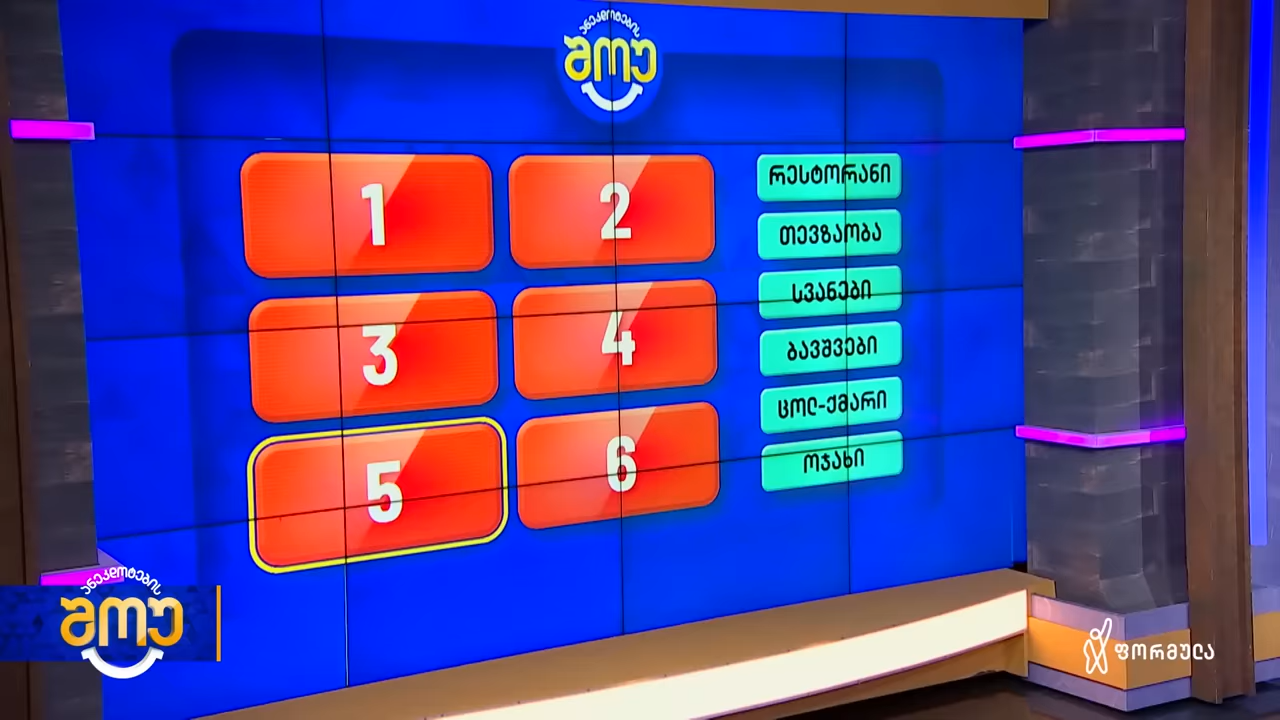 ანეკდოტების
შოუ
1
2
რესტორანი
თევზაობა
სვანები
3
4
ბავშვები
ცოლ-ქმარი
5
6
ოჯახი
ანეკდოტების
შოუ
ფორმულა